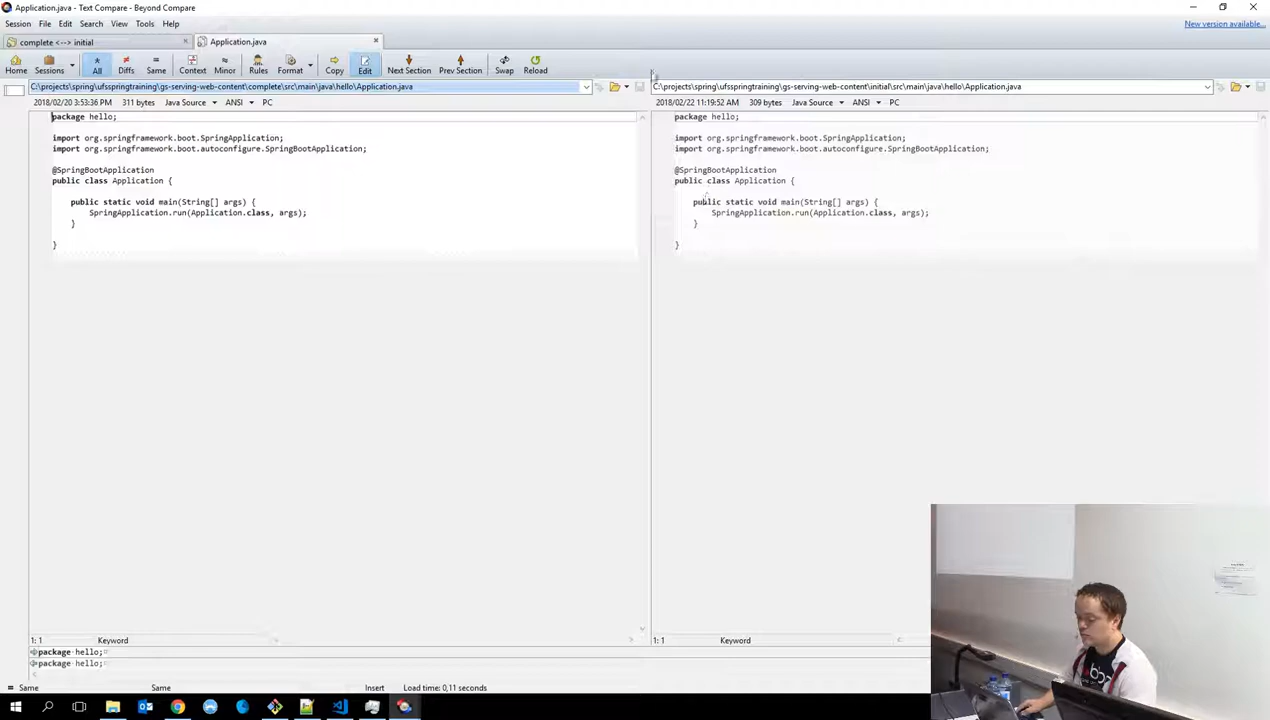 Application.java - Text Compare - Beyond Compare
Session File Edit Search View Tools Help New version available...
complete <--> initial Application.java
Home Sessions All Diffs Same Context Minor Rules Format Copy Edit Next Section Prev Section Swap Reload
C:\projects\spring\ufsspringtraining\gs-serving-web-content\complete\src\main\java\hello\Application.java
2018/02/20 3:53:36 PM 311 bytes Java Source ANSI PC
package hello;
import org.springframework.boot.SpringApplication;
import org.springframework.boot.autoconfigure.SpringBootApplication;
@SpringBootApplication
public class Application {
public static void main(String[] args) {
SpringApplication.run(Application.class, args);
}
}
1: 1 Keyword
C:\projects\spring\ufsspringtraining\gs-serving-web-content\initial\src\main\java\hello\Application.java
2018/02/22 11:19:52 AM 309 bytes Java Source ANSI PC
package hello;
import org.springframework.boot.SpringApplication;
import org.springframework.boot.autoconfigure.SpringBootApplication;
@SpringBootApplication
public class Application {
public static void main(String[] args) {
SpringApplication.run(Application.class, args);
}
}
1: 1 Keyword
package hello;
package hello;
= Same Same Insert Load time: 0,11 seconds